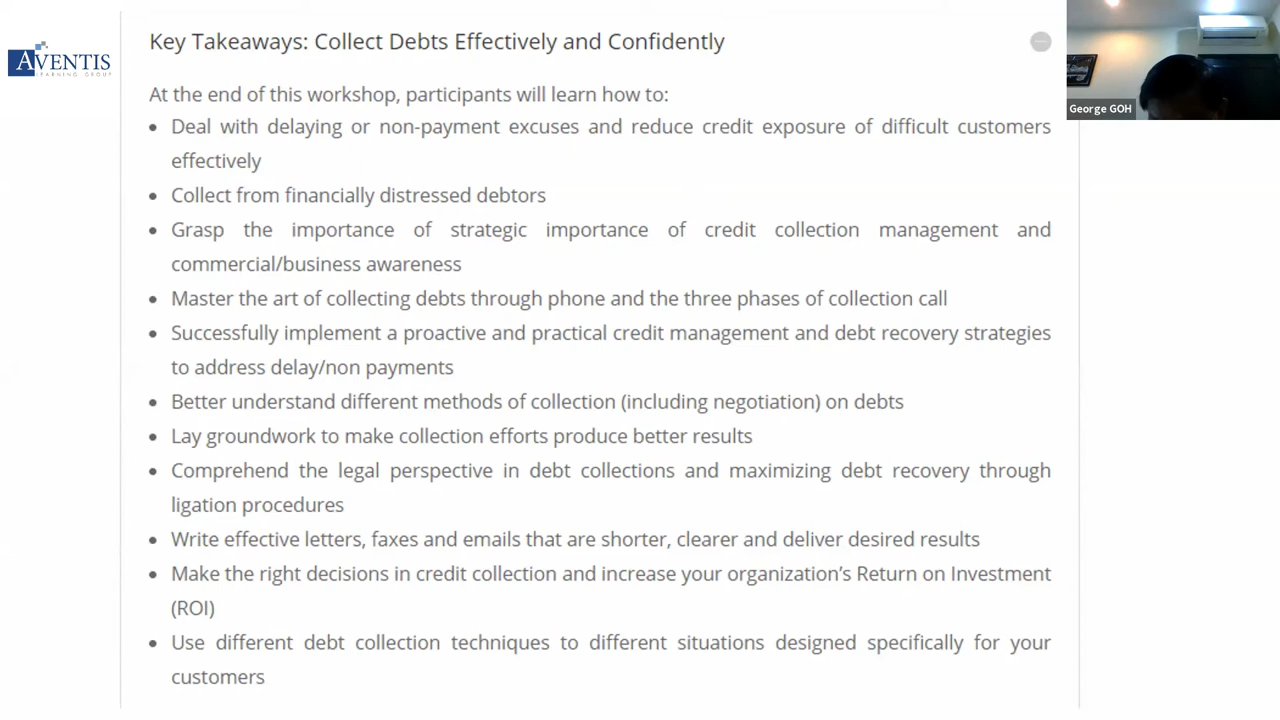 AVENTIS
LEARNING GROUP
Key Takeaways: Collect Debts Effectively and Confidently
George GOH
At the end of this workshop, participants will learn how to:
• Deal with delaying or non-payment excuses and reduce credit exposure of difficult customers
effectively
• Collect from financially distressed debtors
• Grasp the importance of strategic importance of credit collection management and
commercial/business awareness
• Master the art of collecting debts through phone and the three phases of collection call
• Successfully implement a proactive and practical credit management and debt recovery strategies
to address delay/non payments
• Better understand different methods of collection (including negotiation) on debts
• Lay groundwork to make collection efforts produce better results
• Comprehend the legal perspective in debt collections and maximizing debt recovery through
ligation procedures
• Write effective letters, faxes and emails that are shorter, clearer and deliver desired results
• Make the right decisions in credit collection and increase your organization’s Return on Investment
(ROI)
• Use different debt collection techniques to different situations designed specifically for your
customers